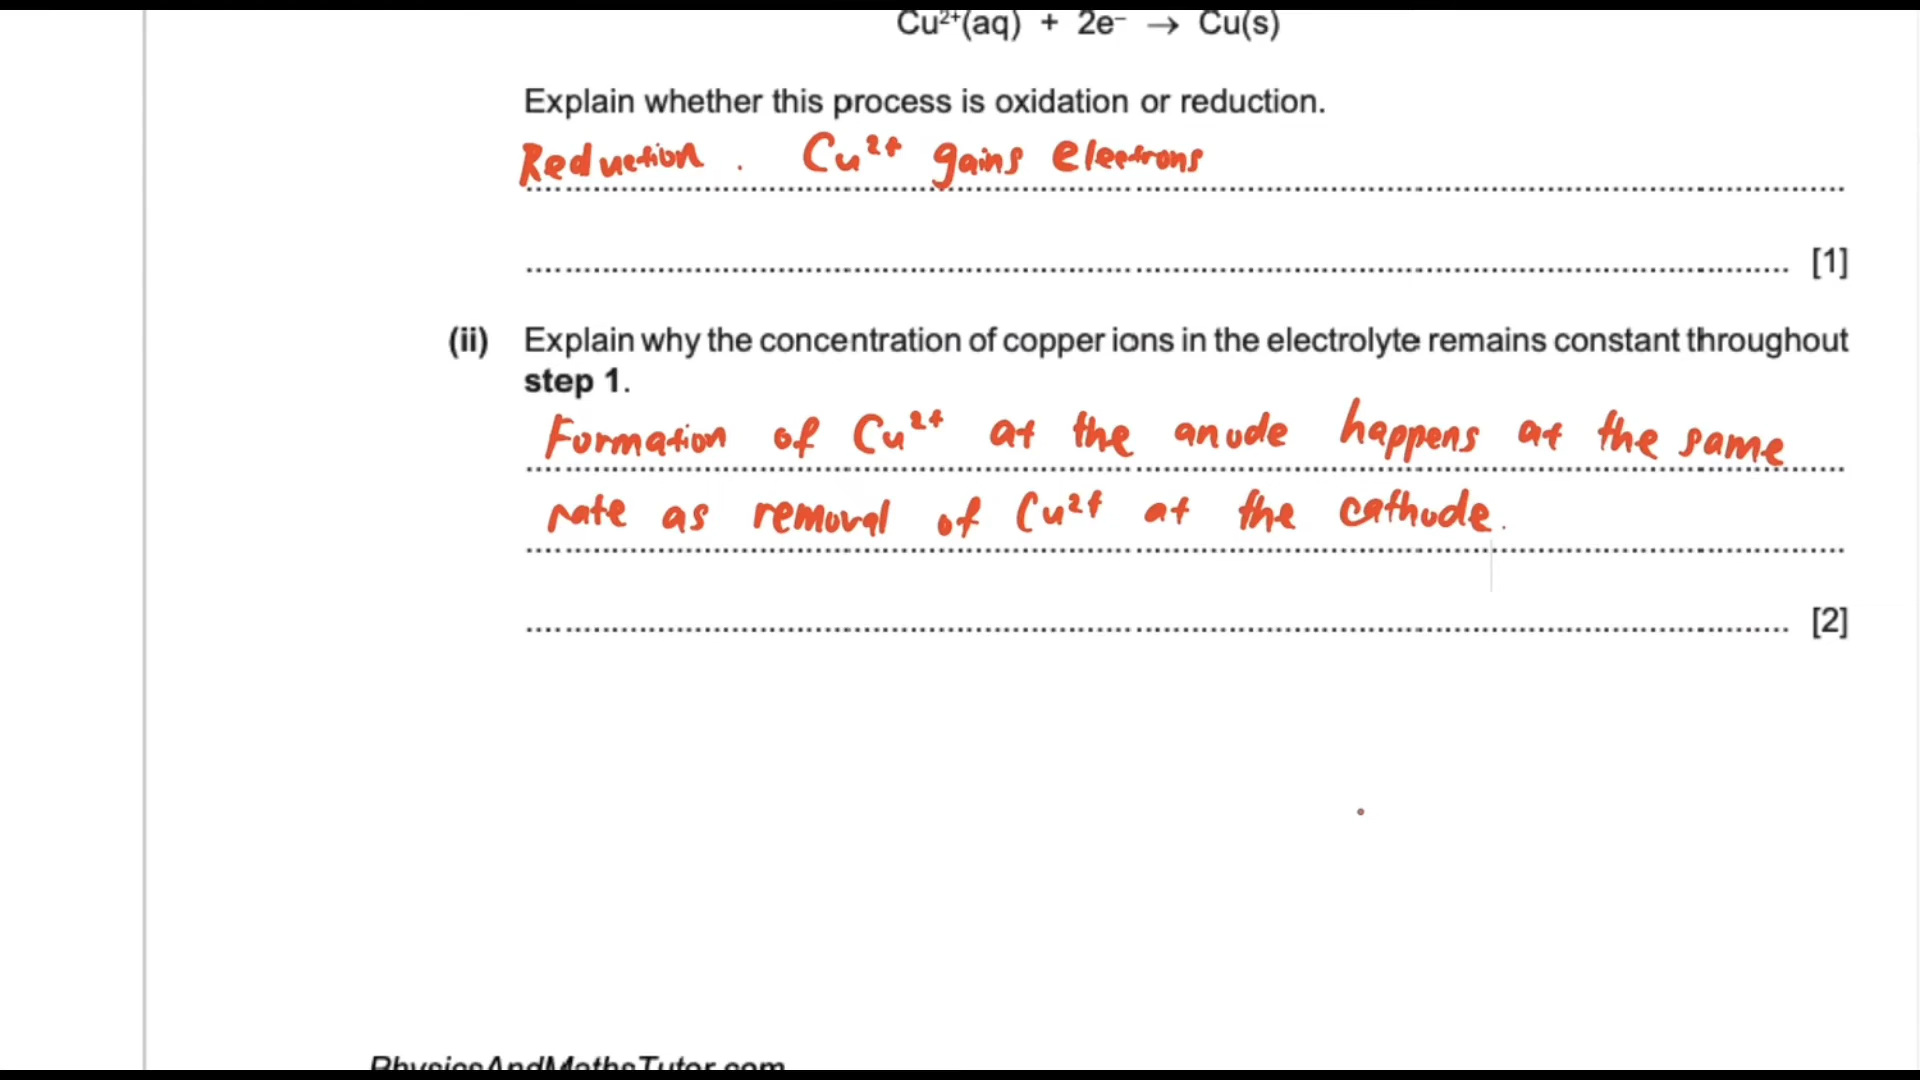 Cu²⁺(aq) + 2e⁻ → Cu(s)
Explain whether this process is oxidation or reduction.
Reduction. Cu²⁺ gains electrons
[1]
(ii) Explain why the concentration of copper ions in the electrolyte remains constant throughout
step 1.
Formation of Cu²⁺ at the anode happens at the same
rate as removal of Cu²⁺ at the cathode.
[2]
PhysicsAndMathsTutor.com